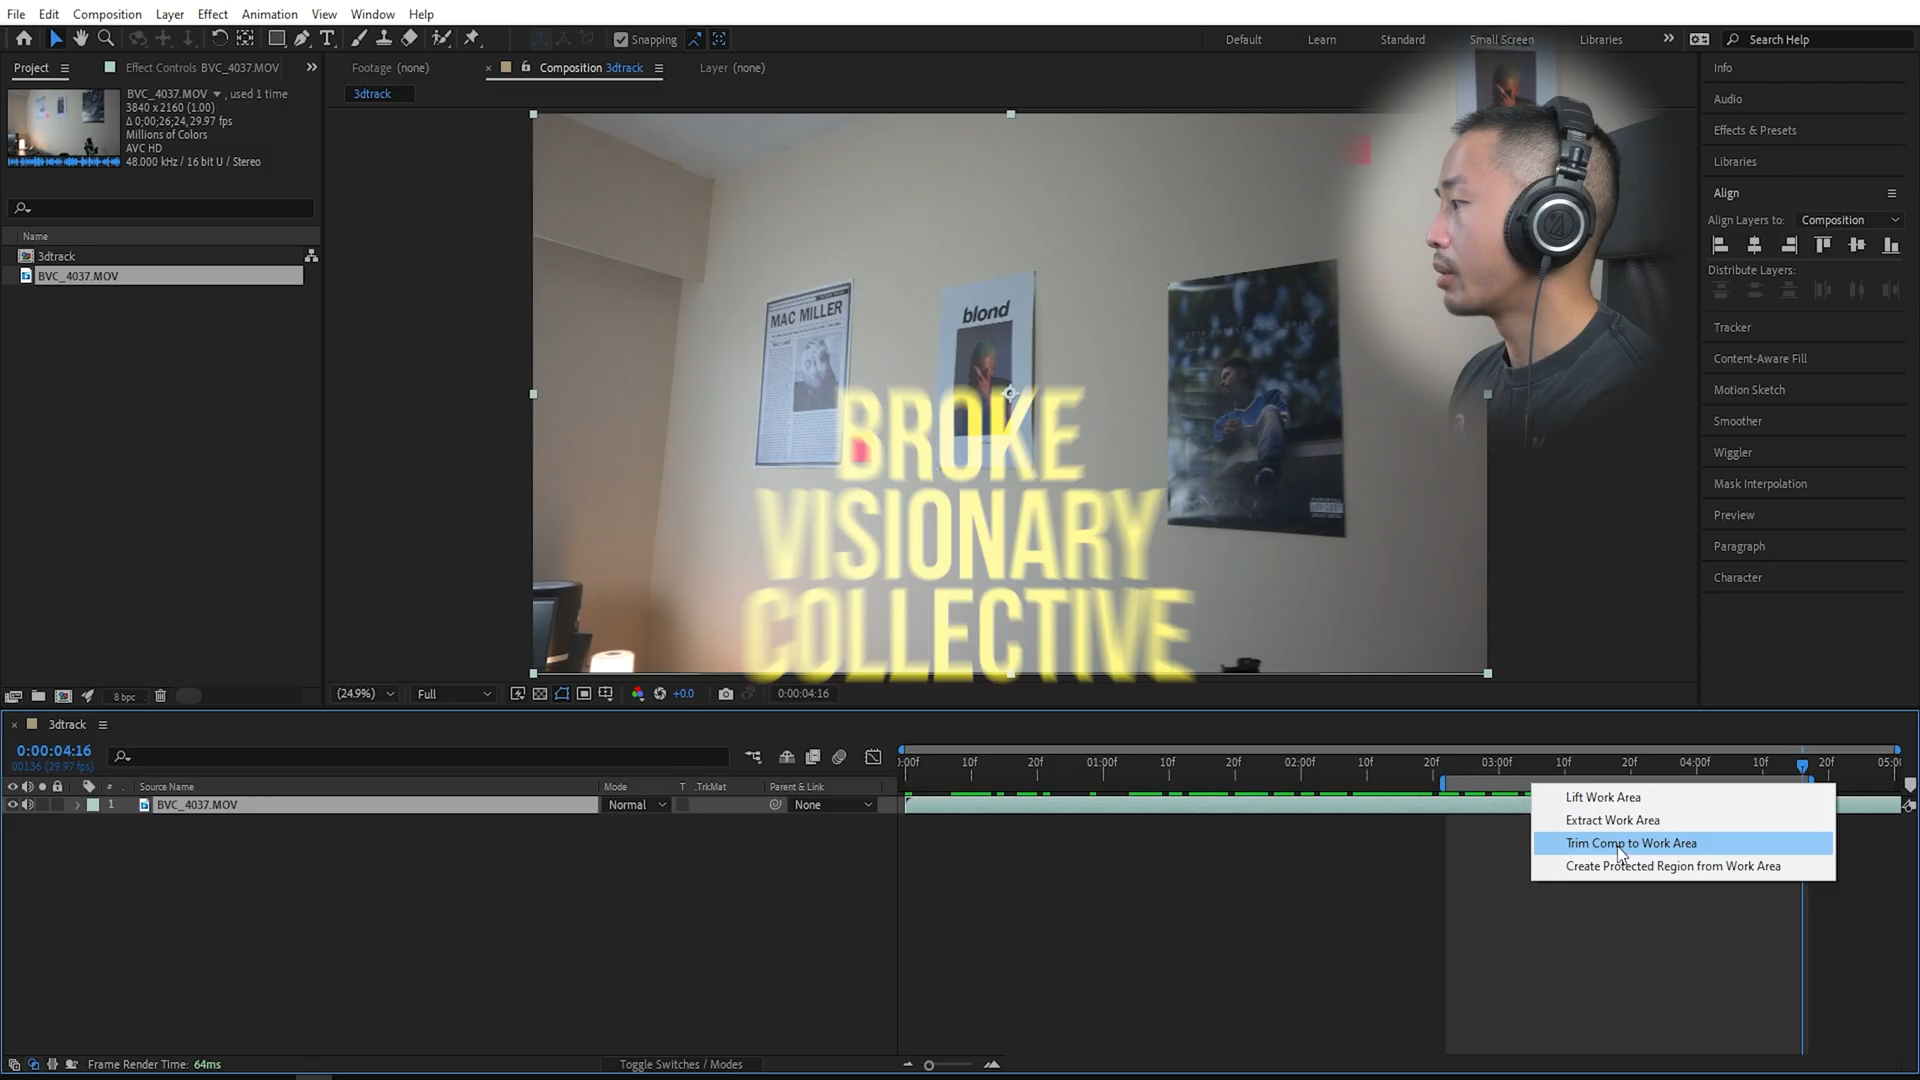 File Edit Composition Layer Effect Animation View Window Help
Snapping
Default Learn Standard Small Screen Libraries Search Help
Project Effect Controls BVC_4037.MOV
Footage (none) Composition 3dtrack Layer (none)
3dtrack
BVC_4037.MOV , used 1 time
3840 x 2160 (1.00)
Δ 0;00;26;24, 29.97 fps
Millions of Colors
AVC HD
48.000 kHz / 16 bit U / Stereo
Name
3dtrack
BVC_4037.MOV
MAC MILLER
blond
BROKE
VISIONARY
COLLECTIVE
Info
Audio
Effects & Presets
Libraries
Align
Align Layers to: Composition
Distribute Layers:
Tracker
Content-Aware Fill
Motion Sketch
Smoother
Wiggler
Mask Interpolation
Preview
Paragraph
Character
8 bpc
(24.9%) Full +0.0 0:00:04:16
3dtrack
0:00:04:16
00136 (29.97 fps)
:00f 10f 20f 01:00f 10f 20f 02:00f 10f 20f 03:00f 10f 20f 04:00f 10f 20f 05:0
# Source Name Mode T .TrkMat Parent & Link
1 BVC_4037.MOV Normal None
Lift Work Area
Extract Work Area
Trim Comp to Work Area
Create Protected Region from Work Area
Frame Render Time: 64ms
Toggle Switches / Modes